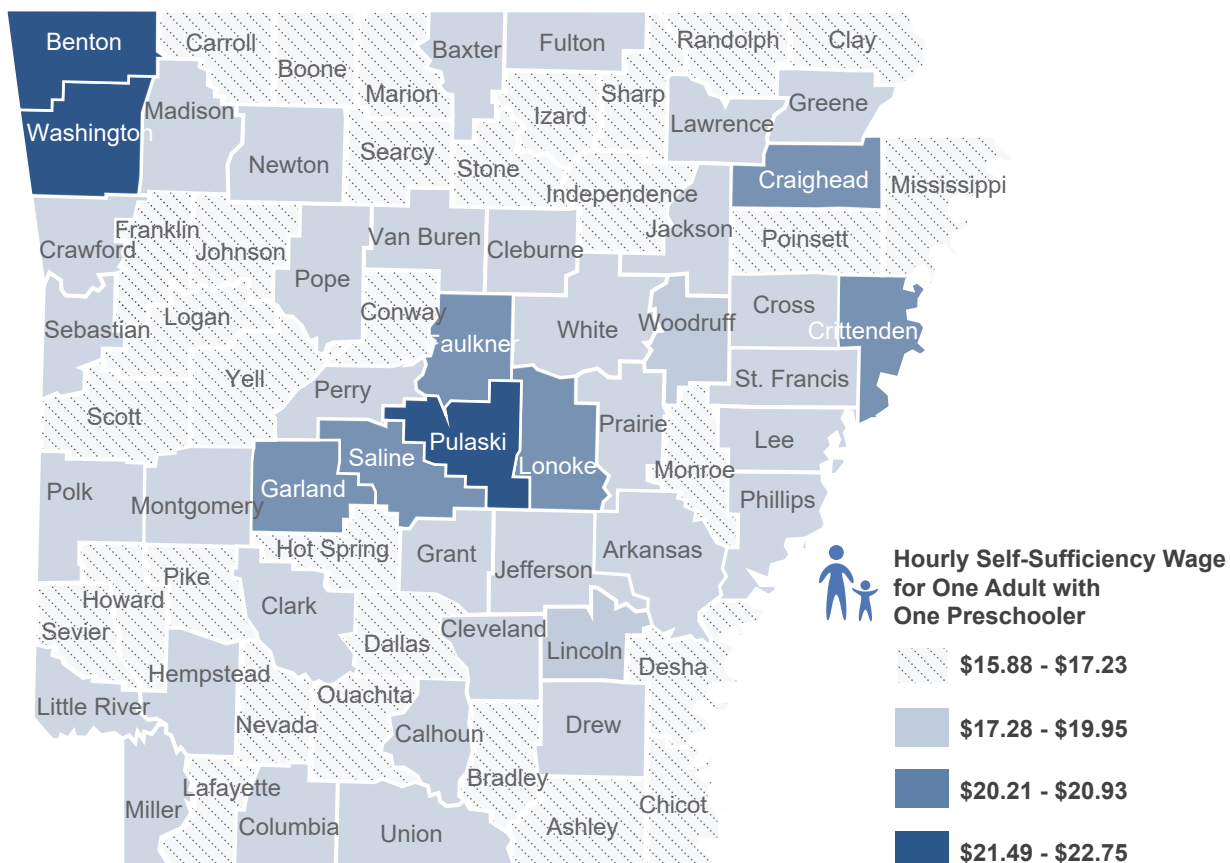 Benton
Carroll
Boone
Marion
Baxter
Fulton
Izard
Sharp
Randolph
Clay
Greene
Lawrence
Washington
Madison
Newton
Searcy
Stone
Independence
Jackson
Craighead
Mississippi
Poinsett
Crawford
Franklin
Johnson
Pope
Van Buren
Cleburne
Sebastian
Logan
Conway
Faulkner
White
Woodruff
Cross
Crittenden
St. Francis
Scott
Yell
Perry
Pulaski
Lonoke
Prairie
Monroe
Lee
Phillips
Polk
Montgomery
Garland
Saline
Hot Spring
Grant
Jefferson
Arkansas
Howard
Pike
Clark
Sevier
Dallas
Cleveland
Lincoln
Desha
Little River
Hempstead
Nevada
Ouachita
Calhoun
Bradley
Drew
Chicot
Miller
Lafayette
Columbia
Union
Ashley
Hourly Self-Sufficiency Wage
for One Adult with
One Preschooler
$15.88 - $17.23
$17.28 - $19.95
$20.21 - $20.93
$21.49 - $22.75